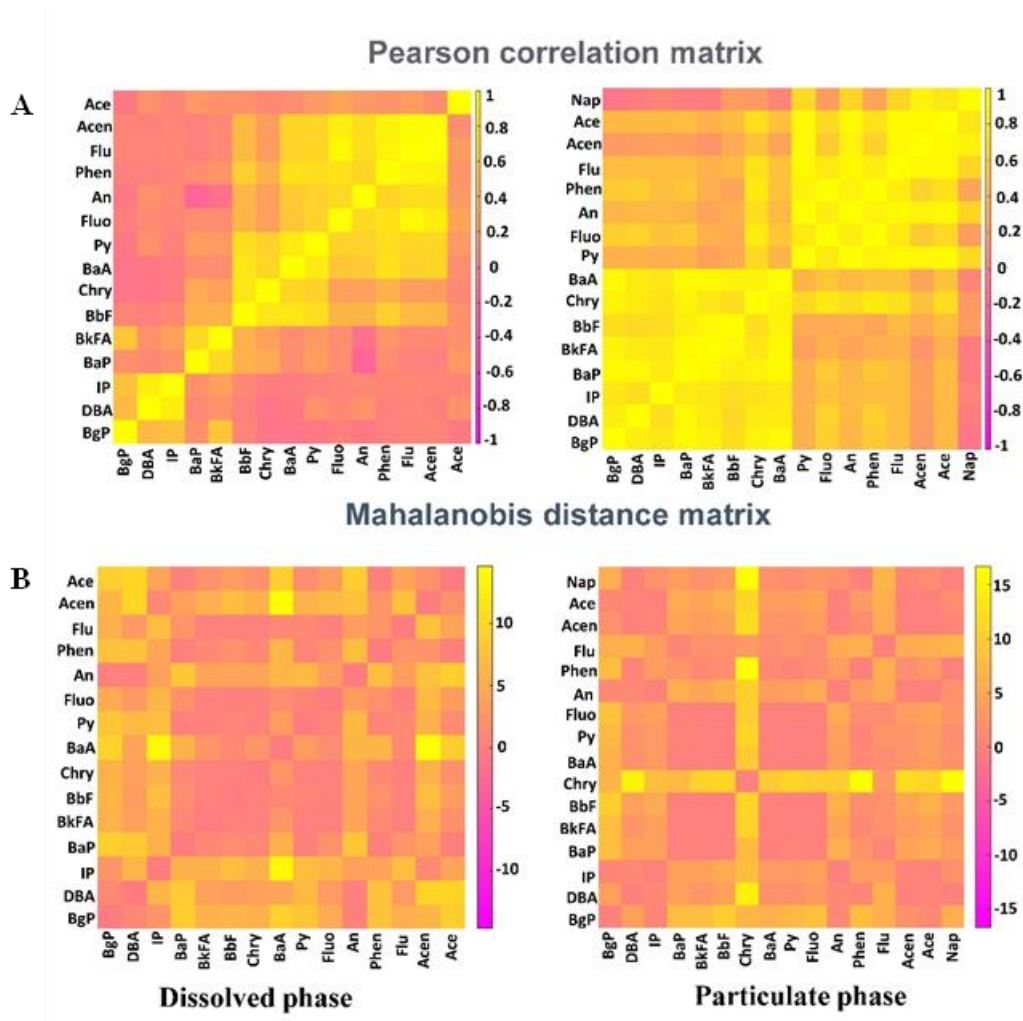 Pearson correlation matrix
A
Ace
Acen
Flu
Phen
An
Fluo
Py
BaA
Chry
BbF
BkFA
BaP
IP
DBA
BgP
1
0.8
0.6
0.4
0.2
0
-0.2
-0.4
-0.6
-0.8
-1
BgP DBA IP BaP BkFA BbF Chry BaA Py Fluo An Phen Flu Acen Ace
Nap
Ace
Acen
Flu
Phen
An
Fluo
Py
BaA
Chry
BbF
BkFA
BaP
IP
DBA
BgP
1
0.8
0.6
0.4
0.2
0
-0.2
-0.4
-0.6
-0.8
-1
BgP DBA IP BaP BkFA BbF Chry BaA Py Fluo An Phen Flu Acen Ace Nap
Mahalanobis distance matrix
B
Ace
Acen
Flu
Phen
An
Fluo
Py
BaA
Chry
BbF
BkFA
BaP
IP
DBA
BgP
10
5
0
-5
-10
BgP DBA IP BaP BkFA BbF Chry BaA Py Fluo An Phen Flu Acen Ace
Dissolved phase
Nap
Ace
Acen
Flu
Phen
An
Fluo
Py
BaA
Chry
BbF
BkFA
BaP
IP
DBA
BgP
15
10
5
0
-5
-10
-15
BgP DBA IP BaP BkFA BbF Chry BaA Py Fluo An Phen Flu Acen Ace Nap
Particulate phase